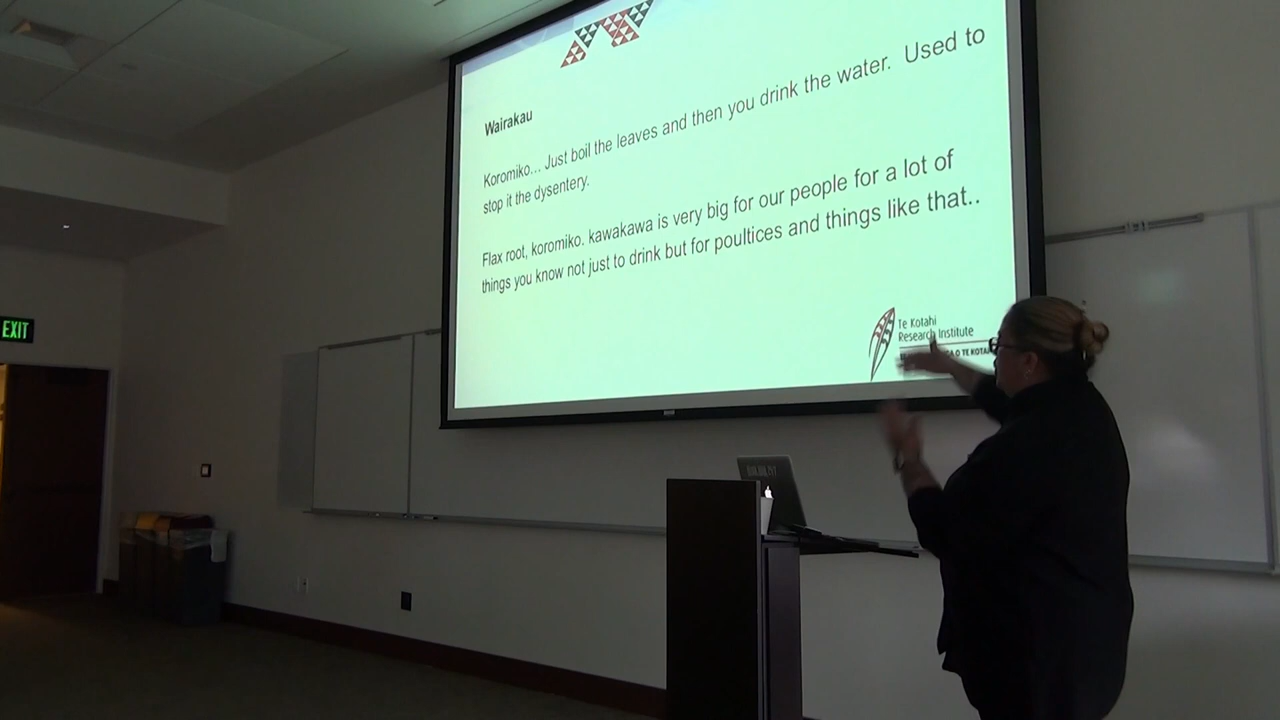 Wairakau
Koromiko... Just boil the leaves and then you drink the water. Used to
stop it the dysentery.
Flax root, koromiko. kawakawa is very big for our people for a lot of
things you know not just to drink but for poultices and things like that..
Te Kotahi
Research Institute
O TE KOTAHI
EXIT